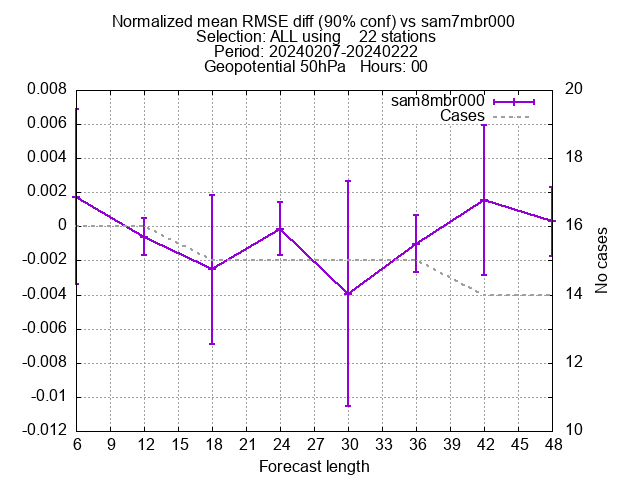 Normalized mean RMSE diff (90% conf) vs sam7mbr000
Selection: ALL using    22 stations
Period: 20240207-20240222
Geopotential 50hPa   Hours: 00
sam8mbr000
Cases
0.008
0.006
0.004
0.002
0
-0.002
-0.004
-0.006
-0.008
-0.01
-0.012
20
18
16
14
12
10
No cases
6 9 12 15 18 21 24 27 30 33 36 39 42 45 48
Forecast length